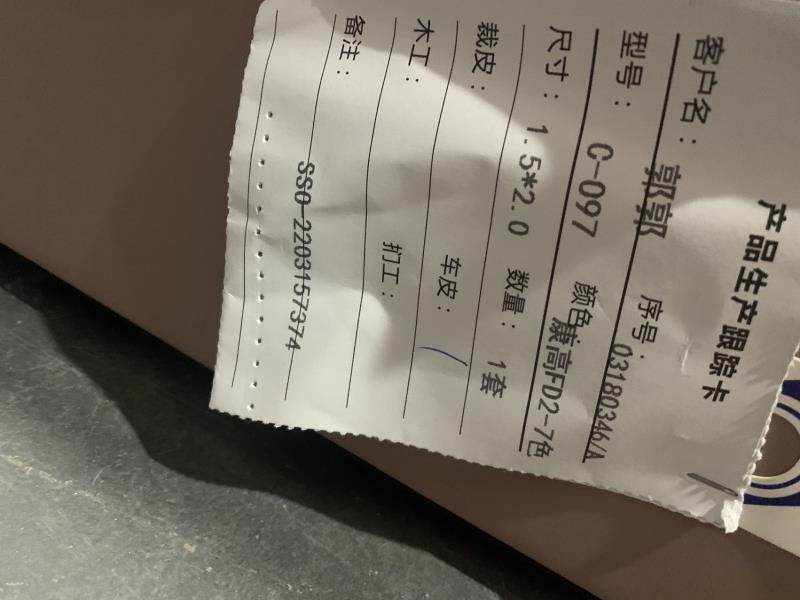 产品生产跟踪卡
客户名：郭郭 序号：03180346/A
型号：C-097 颜色康高FD2-7色
尺寸：1.5*2.0 数量：1套
裁皮： 车皮：
木工： 扪工：
备注：
SSO-2203157374